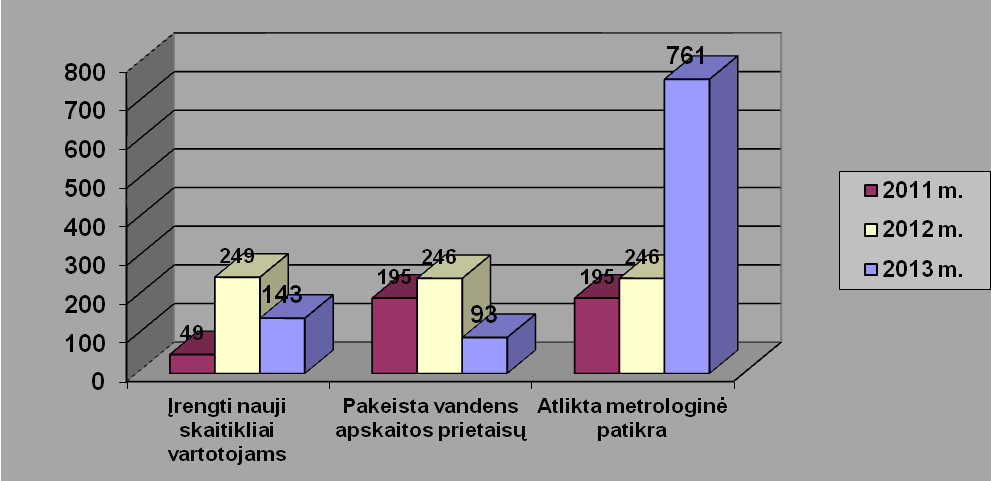 800
700
600
500
400
300
200
100
0
49
249
143
195
246
93
195
246
761
Įrengti nauji
skaitikliai
vartotojams
Pakeista vandens
apskaitos prietaisų
Atlikta metrologinė
patikra
2011 m.
2012 m.
2013 m.